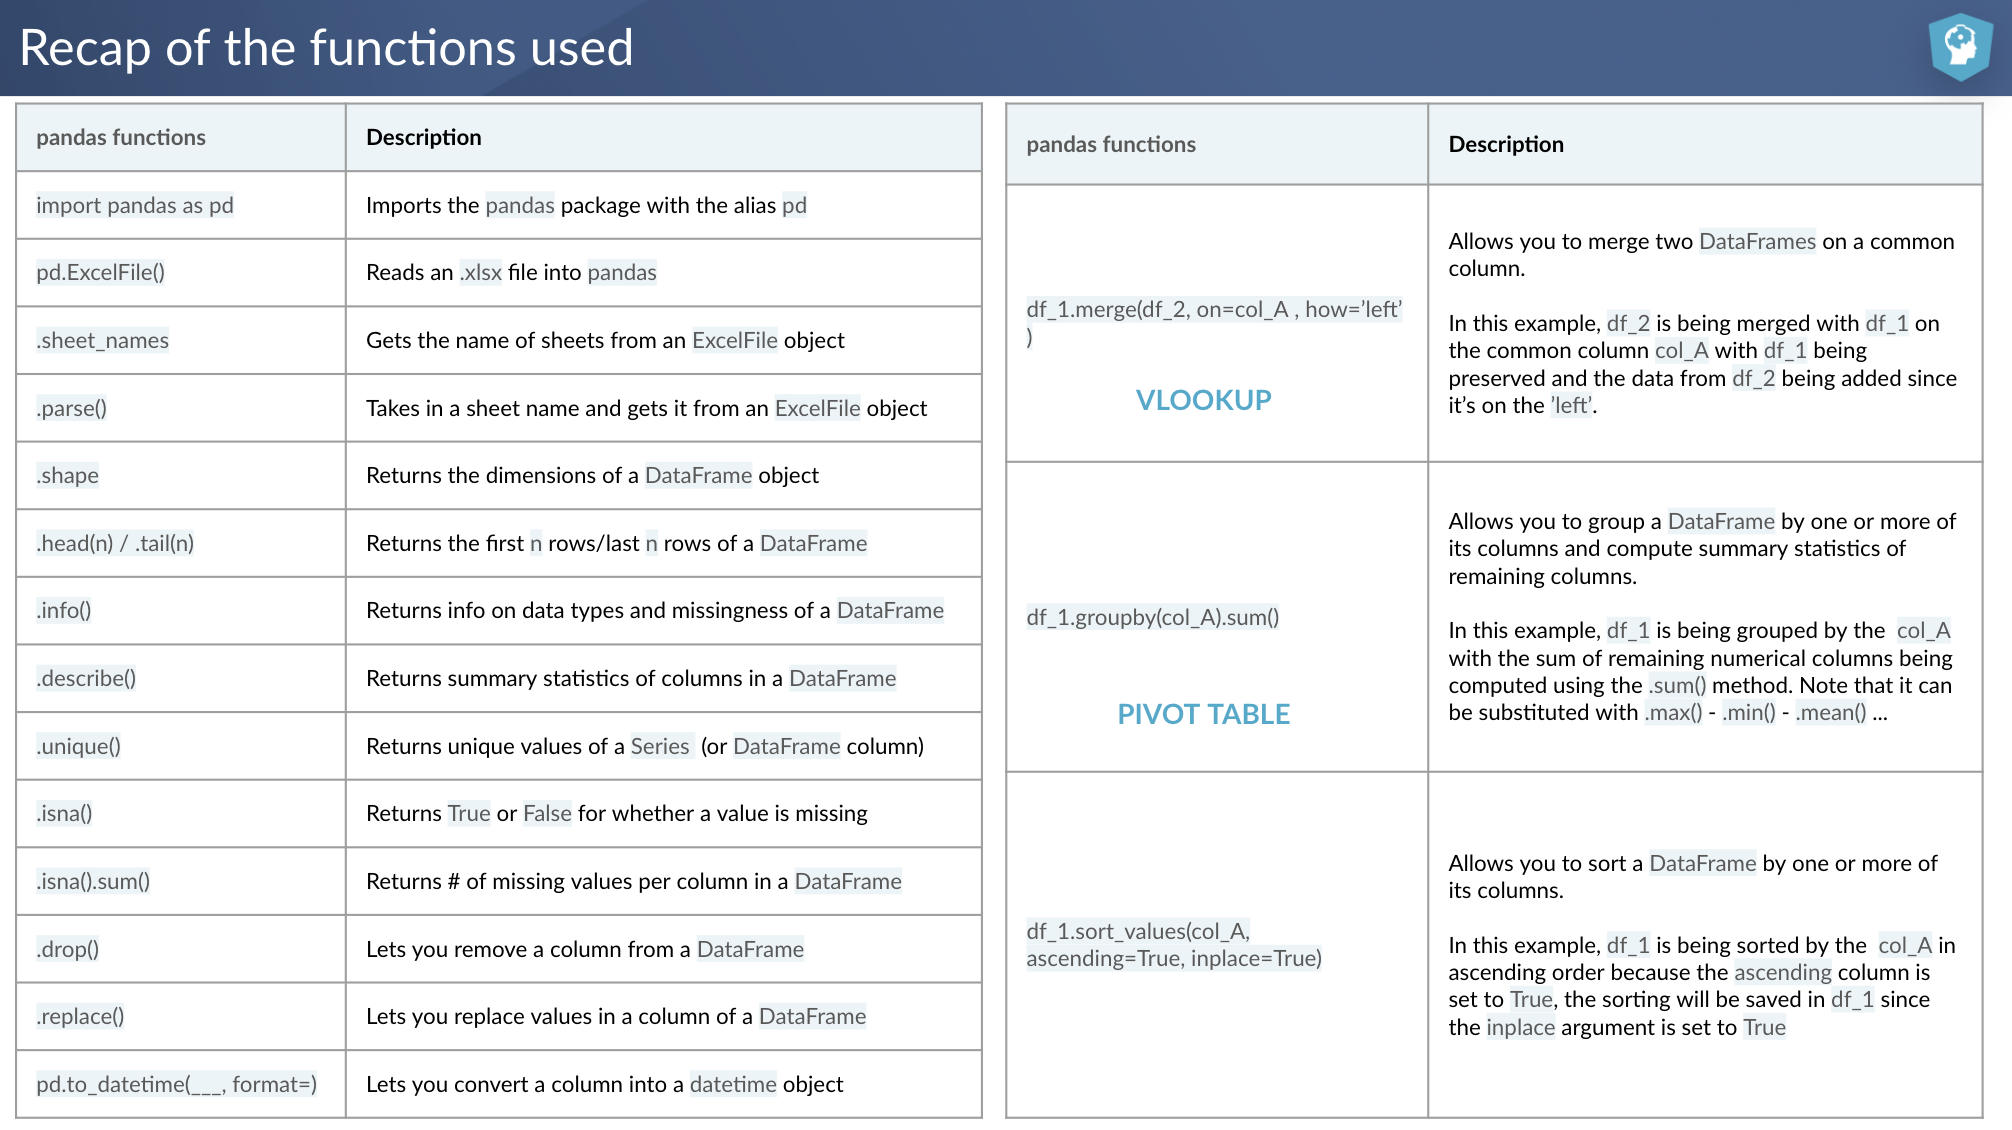 Recap of the functions used
pandas functions
Description
import pandas as pd
Imports the pandas package with the alias pd
pd.ExcelFile()
Reads an .xlsx file into pandas
.sheet_names
Gets the name of sheets from an ExcelFile object
.parse()
Takes in a sheet name and gets it from an ExcelFile object
.shape
Returns the dimensions of a DataFrame object
.head(n) / .tail(n)
Returns the first n rows/last n rows of a DataFrame
.info()
Returns info on data types and missingness of a DataFrame
.describe()
Returns summary statistics of columns in a DataFrame
.unique()
Returns unique values of a Series (or DataFrame column)
.isna()
Returns True or False for whether a value is missing
.isna().sum()
Returns # of missing values per column in a DataFrame
.drop()
Lets you remove a column from a DataFrame
.replace()
Lets you replace values in a column of a DataFrame
pd.to_datetime(___, format=)
Lets you convert a column into a datetime object
pandas functions
Description
df_1.merge(df_2, on=col_A , how=’left’
)
VLOOKUP
Allows you to merge two DataFrames on a common
column.
In this example, df_2 is being merged with df_1 on
the common column col_A with df_1 being
preserved and the data from df_2 being added since
it’s on the ’left’.
df_1.groupby(col_A).sum()
PIVOT TABLE
Allows you to group a DataFrame by one or more of
its columns and compute summary statistics of
remaining columns.
In this example, df_1 is being grouped by the col_A
with the sum of remaining numerical columns being
computed using the .sum() method. Note that it can
be substituted with .max() - .min() - .mean() ...
df_1.sort_values(col_A,
ascending=True, inplace=True)
Allows you to sort a DataFrame by one or more of
its columns.
In this example, df_1 is being sorted by the col_A in
ascending order because the ascending column is
set to True, the sorting will be saved in df_1 since
the inplace argument is set to True